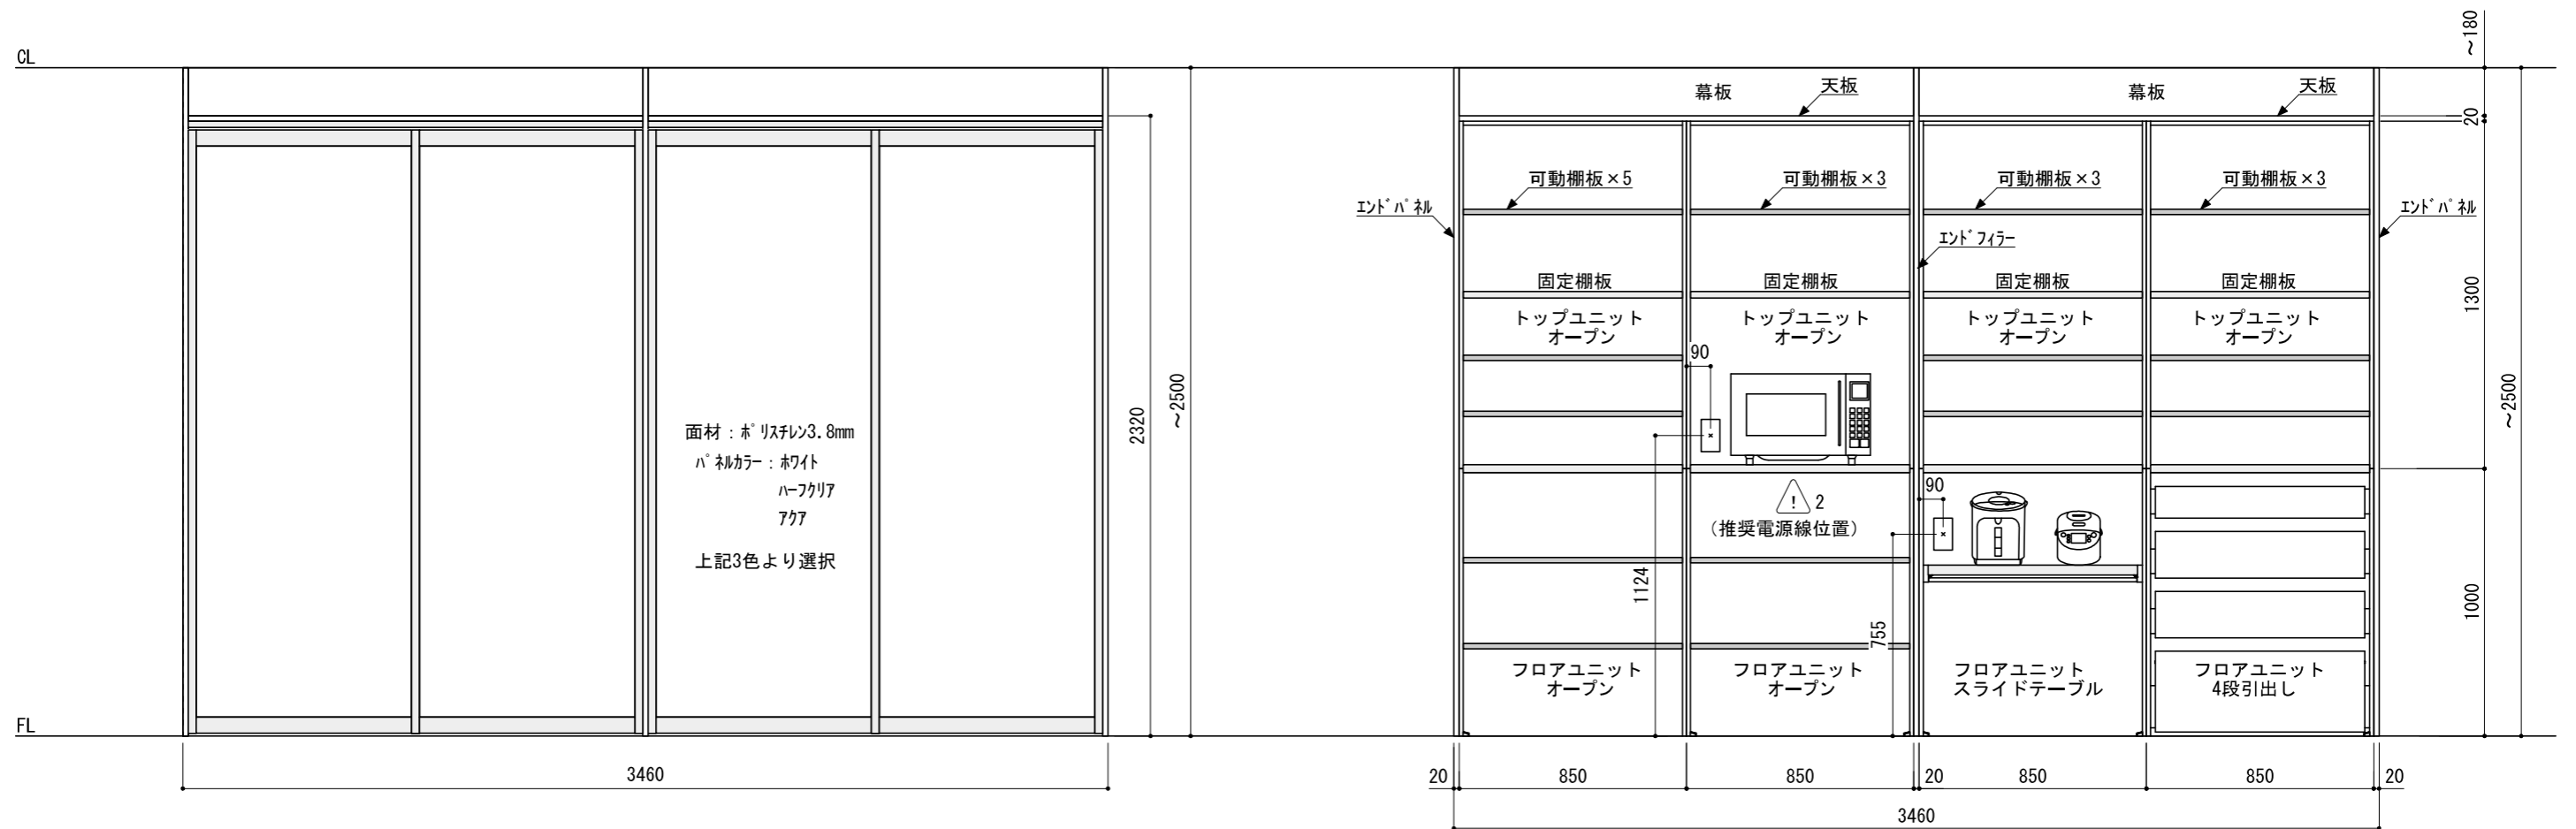 CL
面材：ﾎﾟﾘｽﾁﾚﾝ3.8mm
ﾊﾟﾈﾙｶﾗｰ：ﾎﾜｲﾄ
ﾊｰﾌｸﾘｱ
ｱｸｱ
上記3色より選択
FL
3460
2320
～2500
幕板
天板
幕板
天板
可動棚板×5
可動棚板×3
可動棚板×3
可動棚板×3
ｴﾝﾄﾞﾊﾟﾈﾙ
ｴﾝﾄﾞﾌｨﾗｰ
ｴﾝﾄﾞﾊﾟﾈﾙ
固定棚板
固定棚板
固定棚板
固定棚板
トップユニット
オープン
トップユニット
オープン
トップユニット
オープン
トップユニット
オープン
90
! 2
（推奨電源線位置）
90
1124
755
フロアユニット
オープン
フロアユニット
オープン
フロアユニット
スライドテーブル
フロアユニット
4段引出し
20
850
850
20
850
850
20
3460
～180
20
1300
1000
～2500